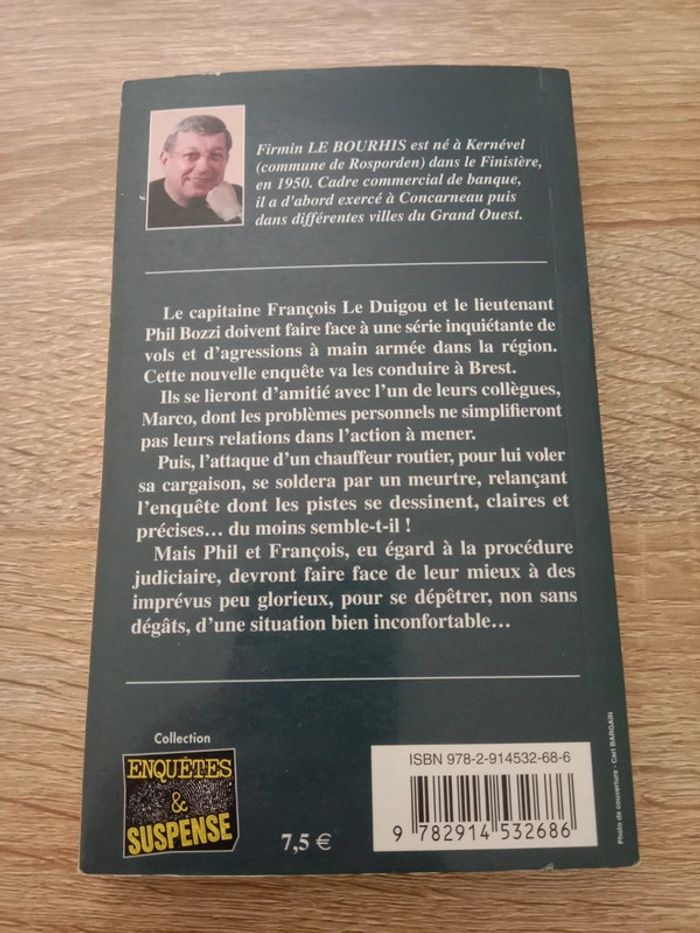 Firmin LE BOURHIS est né à Kernével
(commune de Rosporden) dans le Finistère,
en 1950. Cadre commercial de banque,
il a d'abord exercé à Concarneau puis
dans différentes villes du Grand Ouest.
Le capitaine François Le Duigou et le lieutenant
Phil Bozzi doivent faire face à une série inquiétante de
vols et d'agressions à main armée dans la région.
Cette nouvelle enquête va les conduire à Brest.
Ils se lieront d'amitié avec l'un de leurs collègues,
Marco, dont les problèmes personnels ne simplifieront
pas leurs relations dans l'action à mener.
Puis, l'attaque d'un chauffeur routier, pour lui voler
sa cargaison, se soldera par un meurtre, relançant
l'enquête dont les pistes se dessinent, claires et
précises… du moins semble-t-il !
Mais Phil et François, eu égard à la procédure
judiciaire, devront faire face de leur mieux à des
imprévus peu glorieux, pour se dépêtrer, non sans
dégâts, d'une situation bien inconfortable…
Collection
ENQUÊTES
&
SUSPENSE
7,5 €
ISBN 978-2-914532-68-6
9 782914 532686
Photo de couverture - Carl BARGAIN